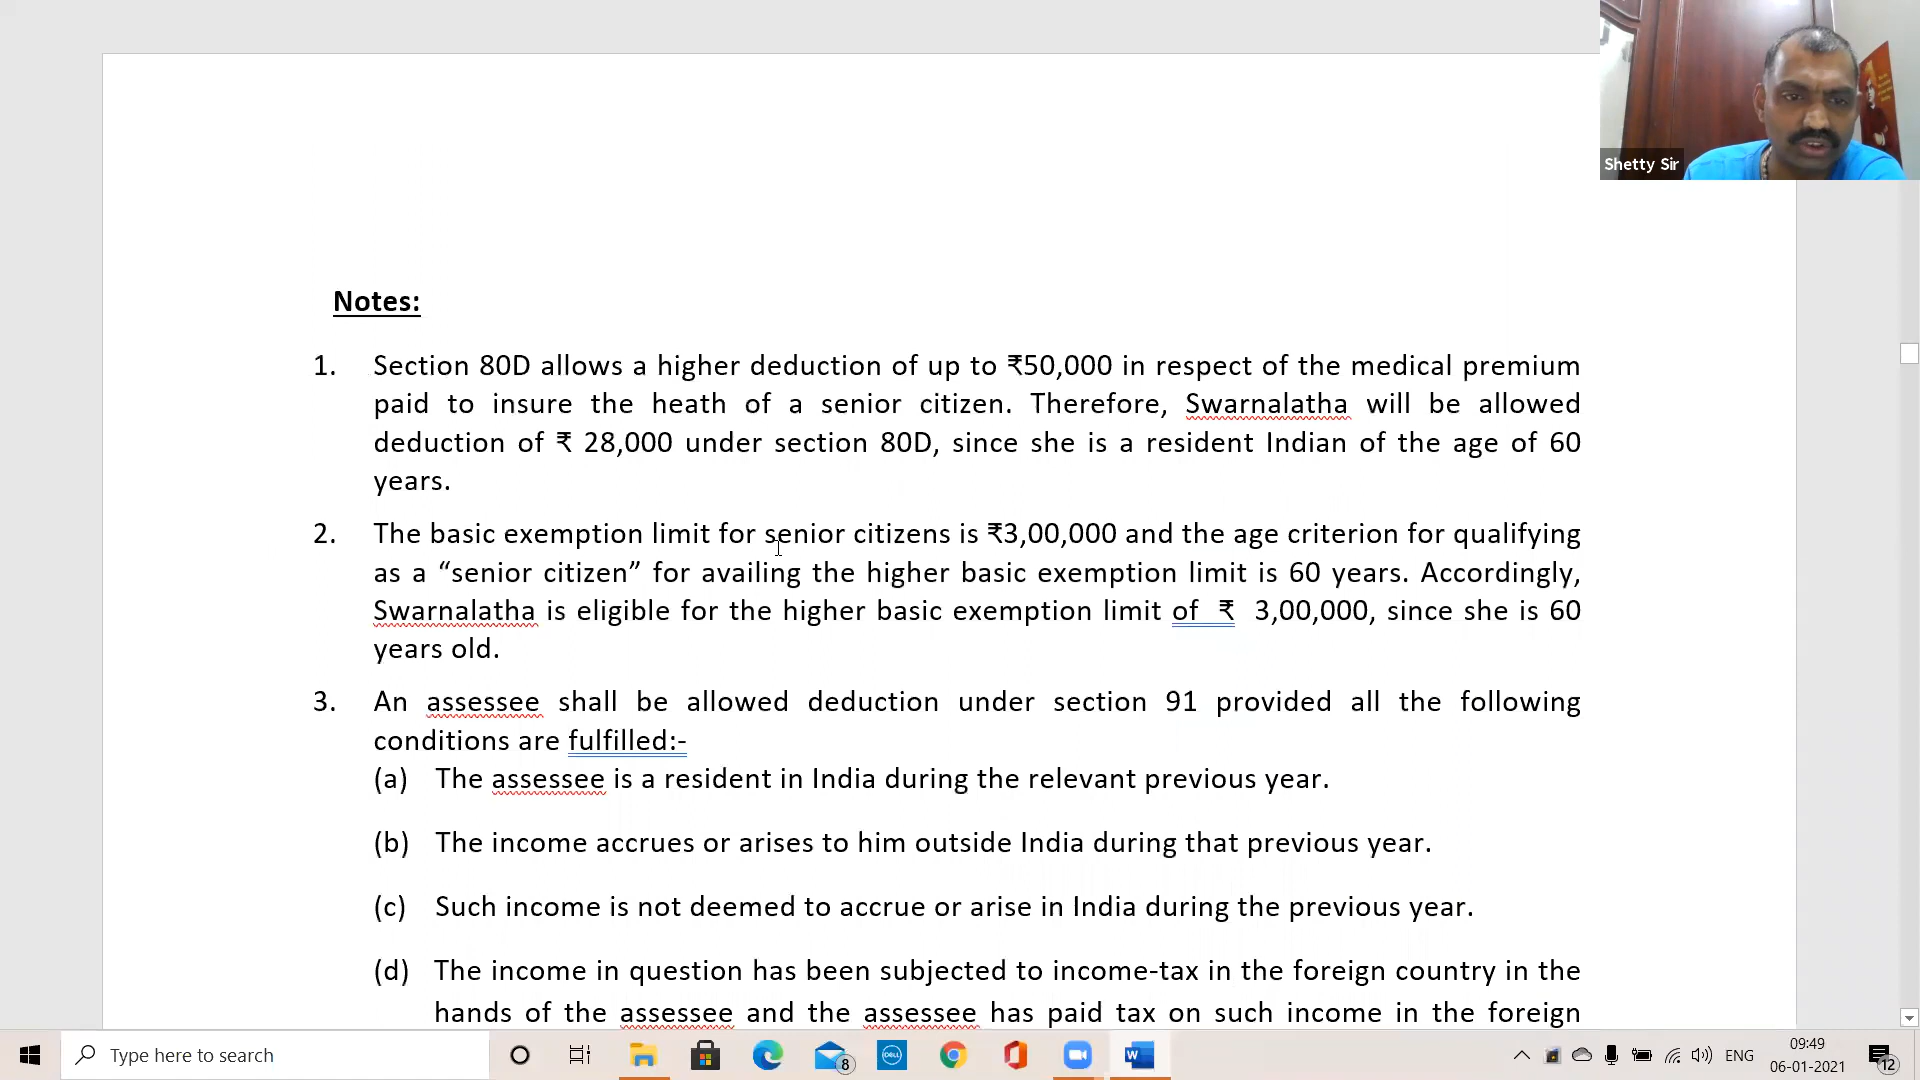 Shetty Sir
Notes:
1. Section 80D allows a higher deduction of up to ₹50,000 in respect of the medical premium
paid to insure the heath of a senior citizen. Therefore, Swarnalatha will be allowed
deduction of ₹ 28,000 under section 80D, since she is a resident Indian of the age of 60
years.
2. The basic exemption limit for senior citizens is ₹3,00,000 and the age criterion for qualifying
as a “senior citizen” for availing the higher basic exemption limit is 60 years. Accordingly,
Swarnalatha is eligible for the higher basic exemption limit of ₹ 3,00,000, since she is 60
years old.
3. An assessee shall be allowed deduction under section 91 provided all the following
conditions are fulfilled:-
(a) The assessee is a resident in India during the relevant previous year.
(b) The income accrues or arises to him outside India during that previous year.
(c) Such income is not deemed to accrue or arise in India during the previous year.
(d) The income in question has been subjected to income-tax in the foreign country in the
hands of the assessee and the assessee has paid tax on such income in the foreign
Type here to search
8
DELL
W
ENG
09:49
06-01-2021
12